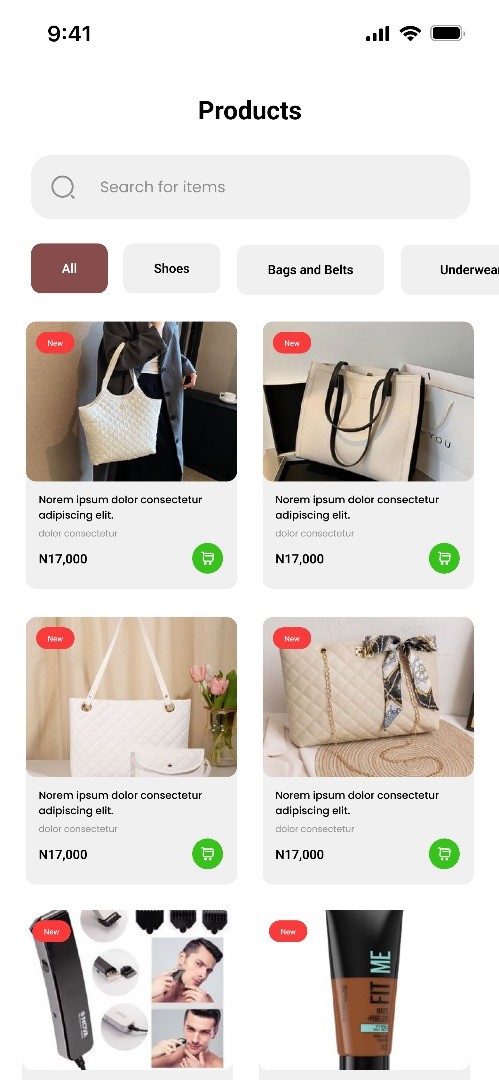 9:41
Products
Search for items
All
Shoes
Bags and Belts
Underwear
New
New
YOU
Norem ipsum dolor consectetur
adipiscing elit.
dolor consectetur
N17,000
Norem ipsum dolor consectetur
adipiscing elit.
dolor consectetur
N17,000
New
New
Norem ipsum dolor consectetur
adipiscing elit.
dolor consectetur
N17,000
Norem ipsum dolor consectetur
adipiscing elit.
dolor consectetur
N17,000
New
NOVA
New
FIT ME